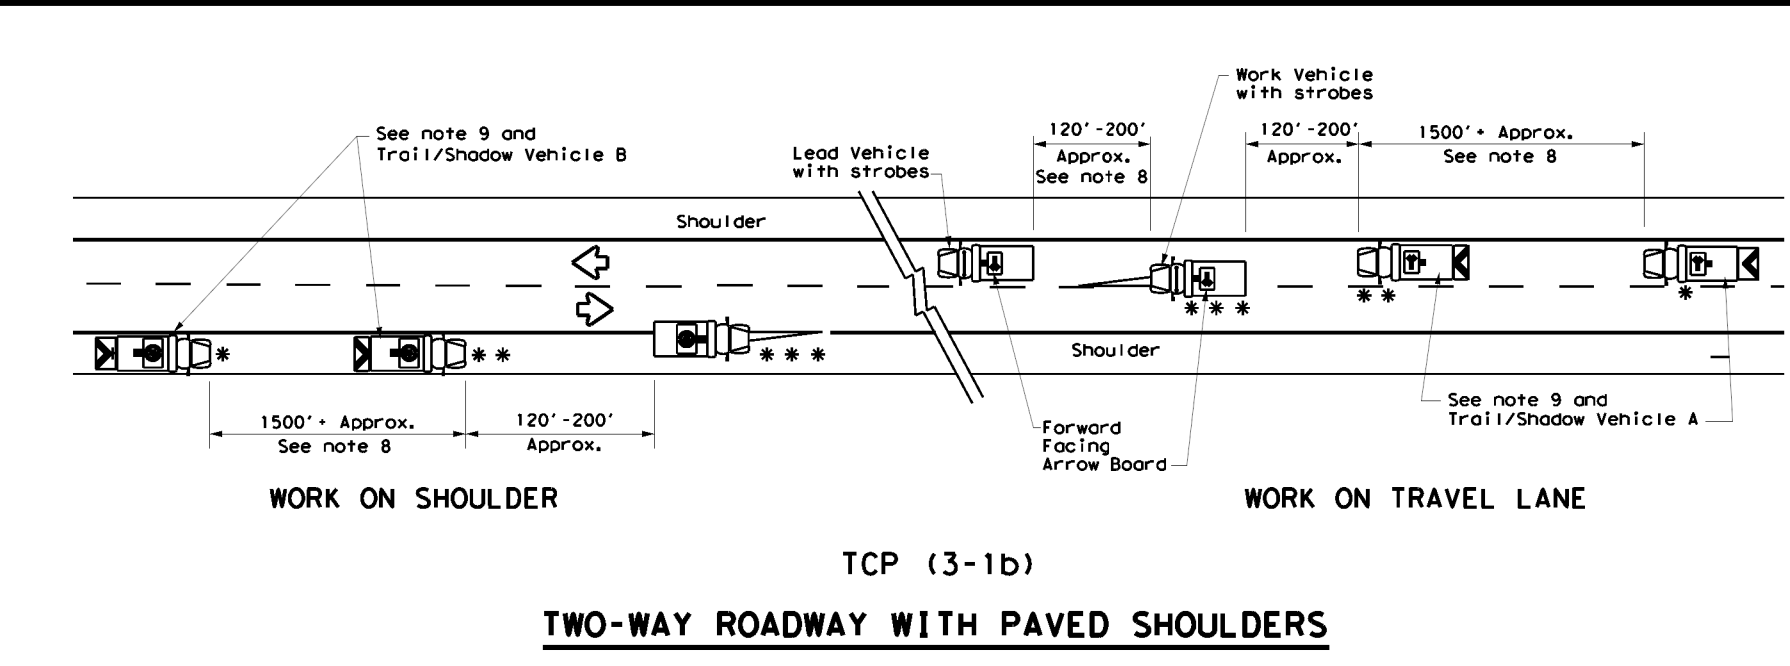 Work Vehicle
with strobes
See note 9 and
Trail/Shadow Vehicle B
Lead Vehicle
with strobes
120'-200'
Approx.
See note 8
120'-200'
Approx.
1500'+ Approx.
See note 8
Shoulder
* * *
* *
*
*
* *
* * *
Shoulder
1500'+ Approx.
See note 8
120'-200'
Approx.
Forward
Facing
Arrow Board
See note 9 and
Trail/Shadow Vehicle A
WORK ON SHOULDER
WORK ON TRAVEL LANE
TCP (3-1b)
TWO-WAY ROADWAY WITH PAVED SHOULDERS